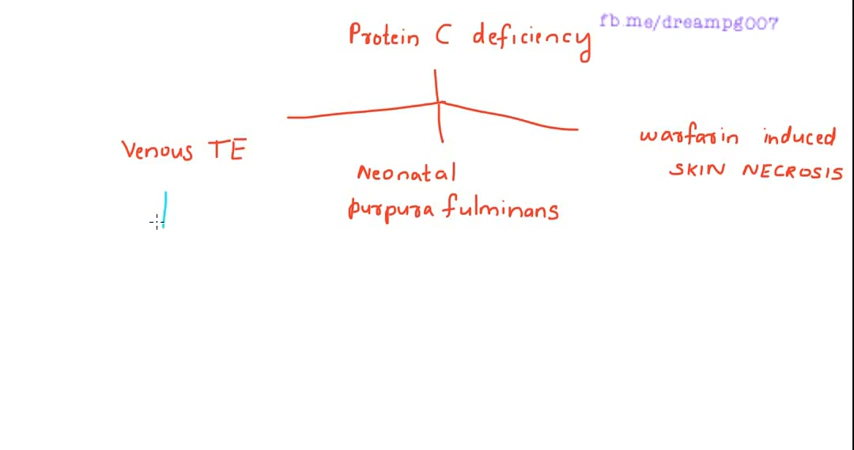 Protein C deficiency
fb.me/dreampg007
Venous TE
Neonatal
purpura fulminans
warfarin induced
SKIN NECROSIS